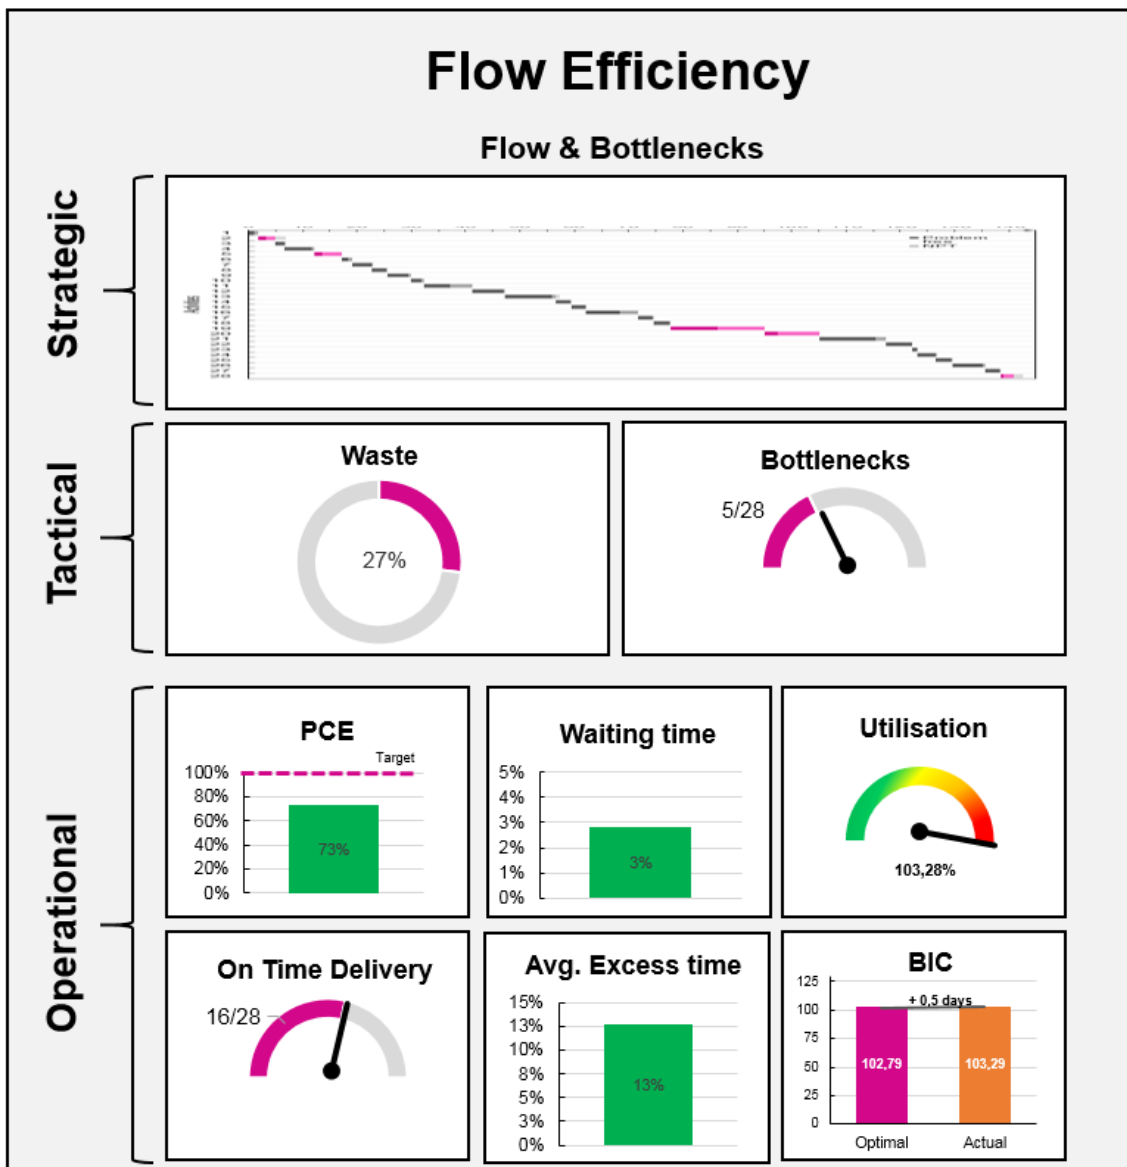 Flow Efficiency
Flow & Bottlenecks
Strategic
Problem
NPT
Tactical
Waste
27%
Bottlenecks
5/28
Operational
PCE
Target
100%
80%
60%
40%
20%
0%
73%
Waiting time
5%
4%
3%
2%
1%
0%
3%
Utilisation
103,28%
On Time Delivery
16/28
Avg. Excess time
15%
13%
10%
8%
5%
3%
0%
13%
BIC
125
100
75
50
25
0
+ 0,5 days
102,79
103,29
Optimal
Actual